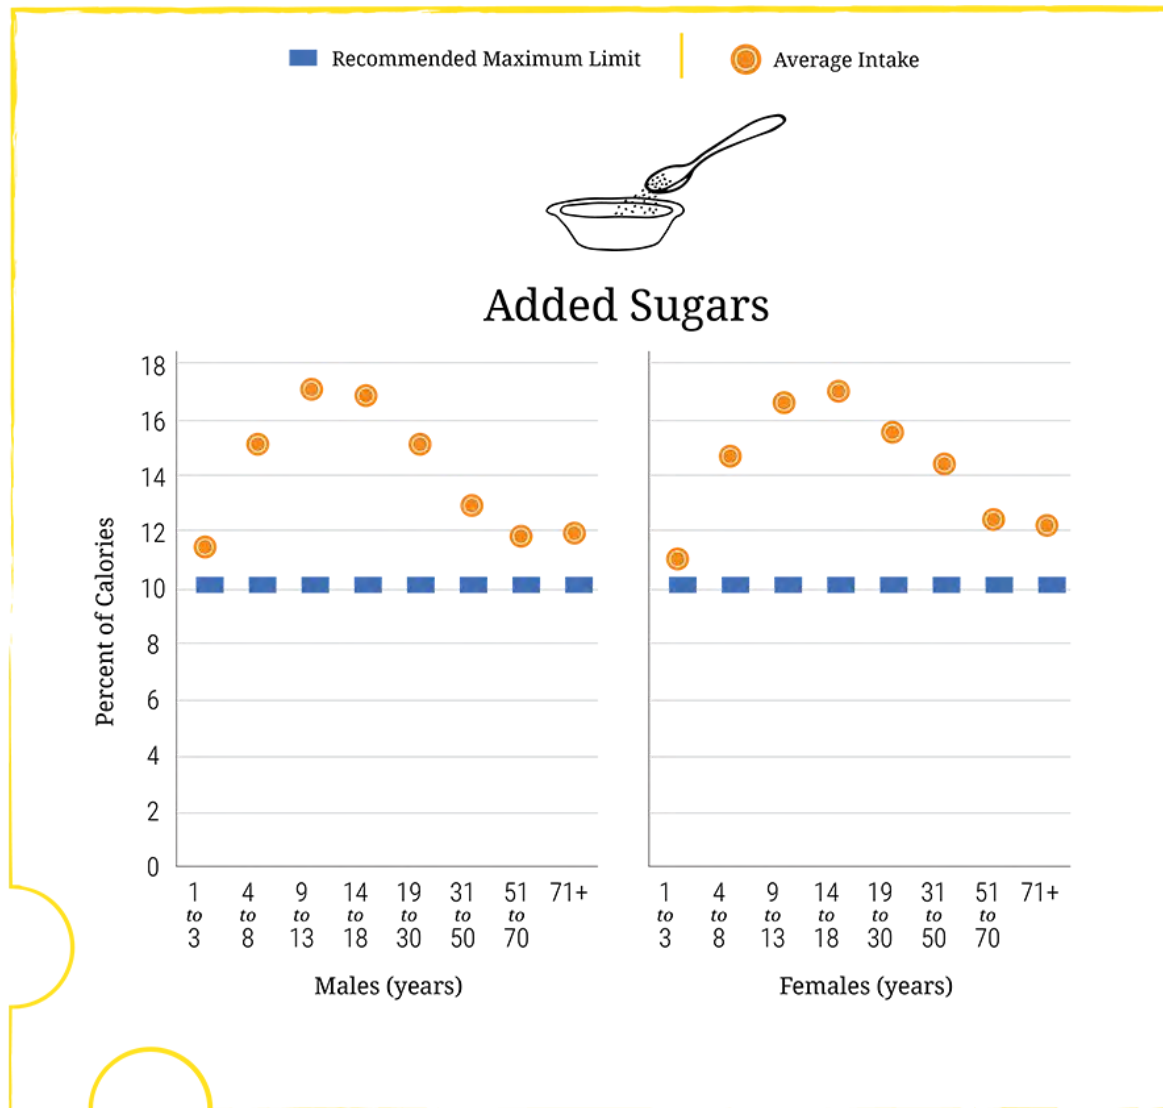 Recommended Maximum Limit
Average Intake
Added Sugars
Percent of Calories
18
16
14
12
10
8
6
4
2
0
1 4 9 14 19 31 51 71+
to to to to to to to
3 8 13 18 30 50 70
Males (years)
1 4 9 14 19 31 51 71+
to to to to to to to
3 8 13 18 30 50 70
Females (years)